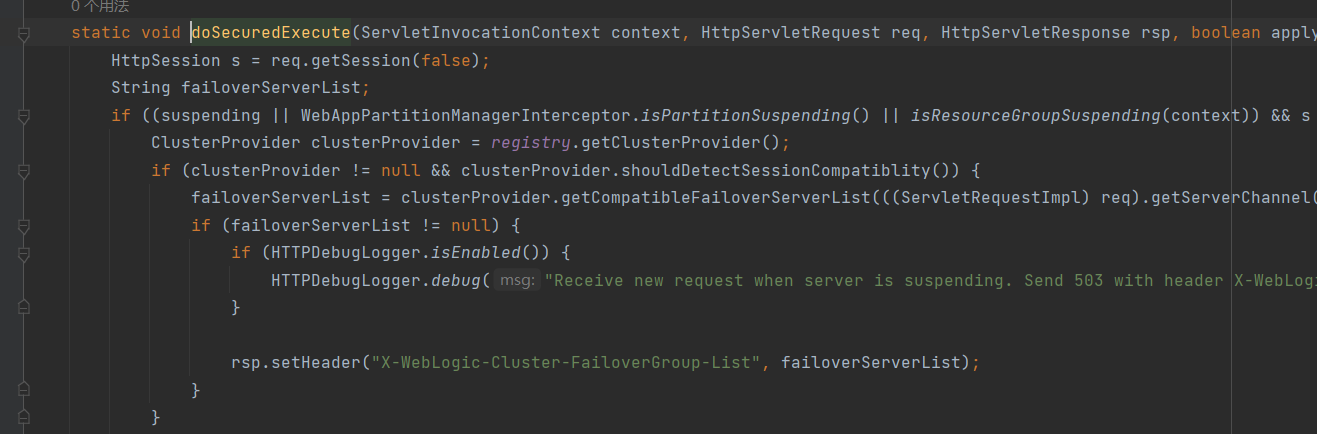 0 个用法
static void doSecuredExecute(ServletInvocationContext context, HttpServletRequest req, HttpServletResponse rsp, boolean apply
HttpSession s = req.getSession(false);
String failoverServerList;
if ((suspending || WebAppPartitionManagerInterceptor.isPartitionSuspending() || isResourceGroupSuspending(context)) && s
ClusterProvider clusterProvider = registry.getClusterProvider();
if (clusterProvider != null && clusterProvider.shouldDetectSessionCompatiblity()) {
failoverServerList = clusterProvider.getCompatibleFailoverServerList(((ServletRequestImpl) req).getServerChannel(
if (failoverServerList != null) {
if (HTTPDebugLogger.isEnabled()) {
HTTPDebugLogger.debug( msg: "Receive new request when server is suspending. Send 503 with header X-WebLogi
}
rsp.setHeader("X-WebLogic-Cluster-FailoverGroup-List", failoverServerList);
}
}